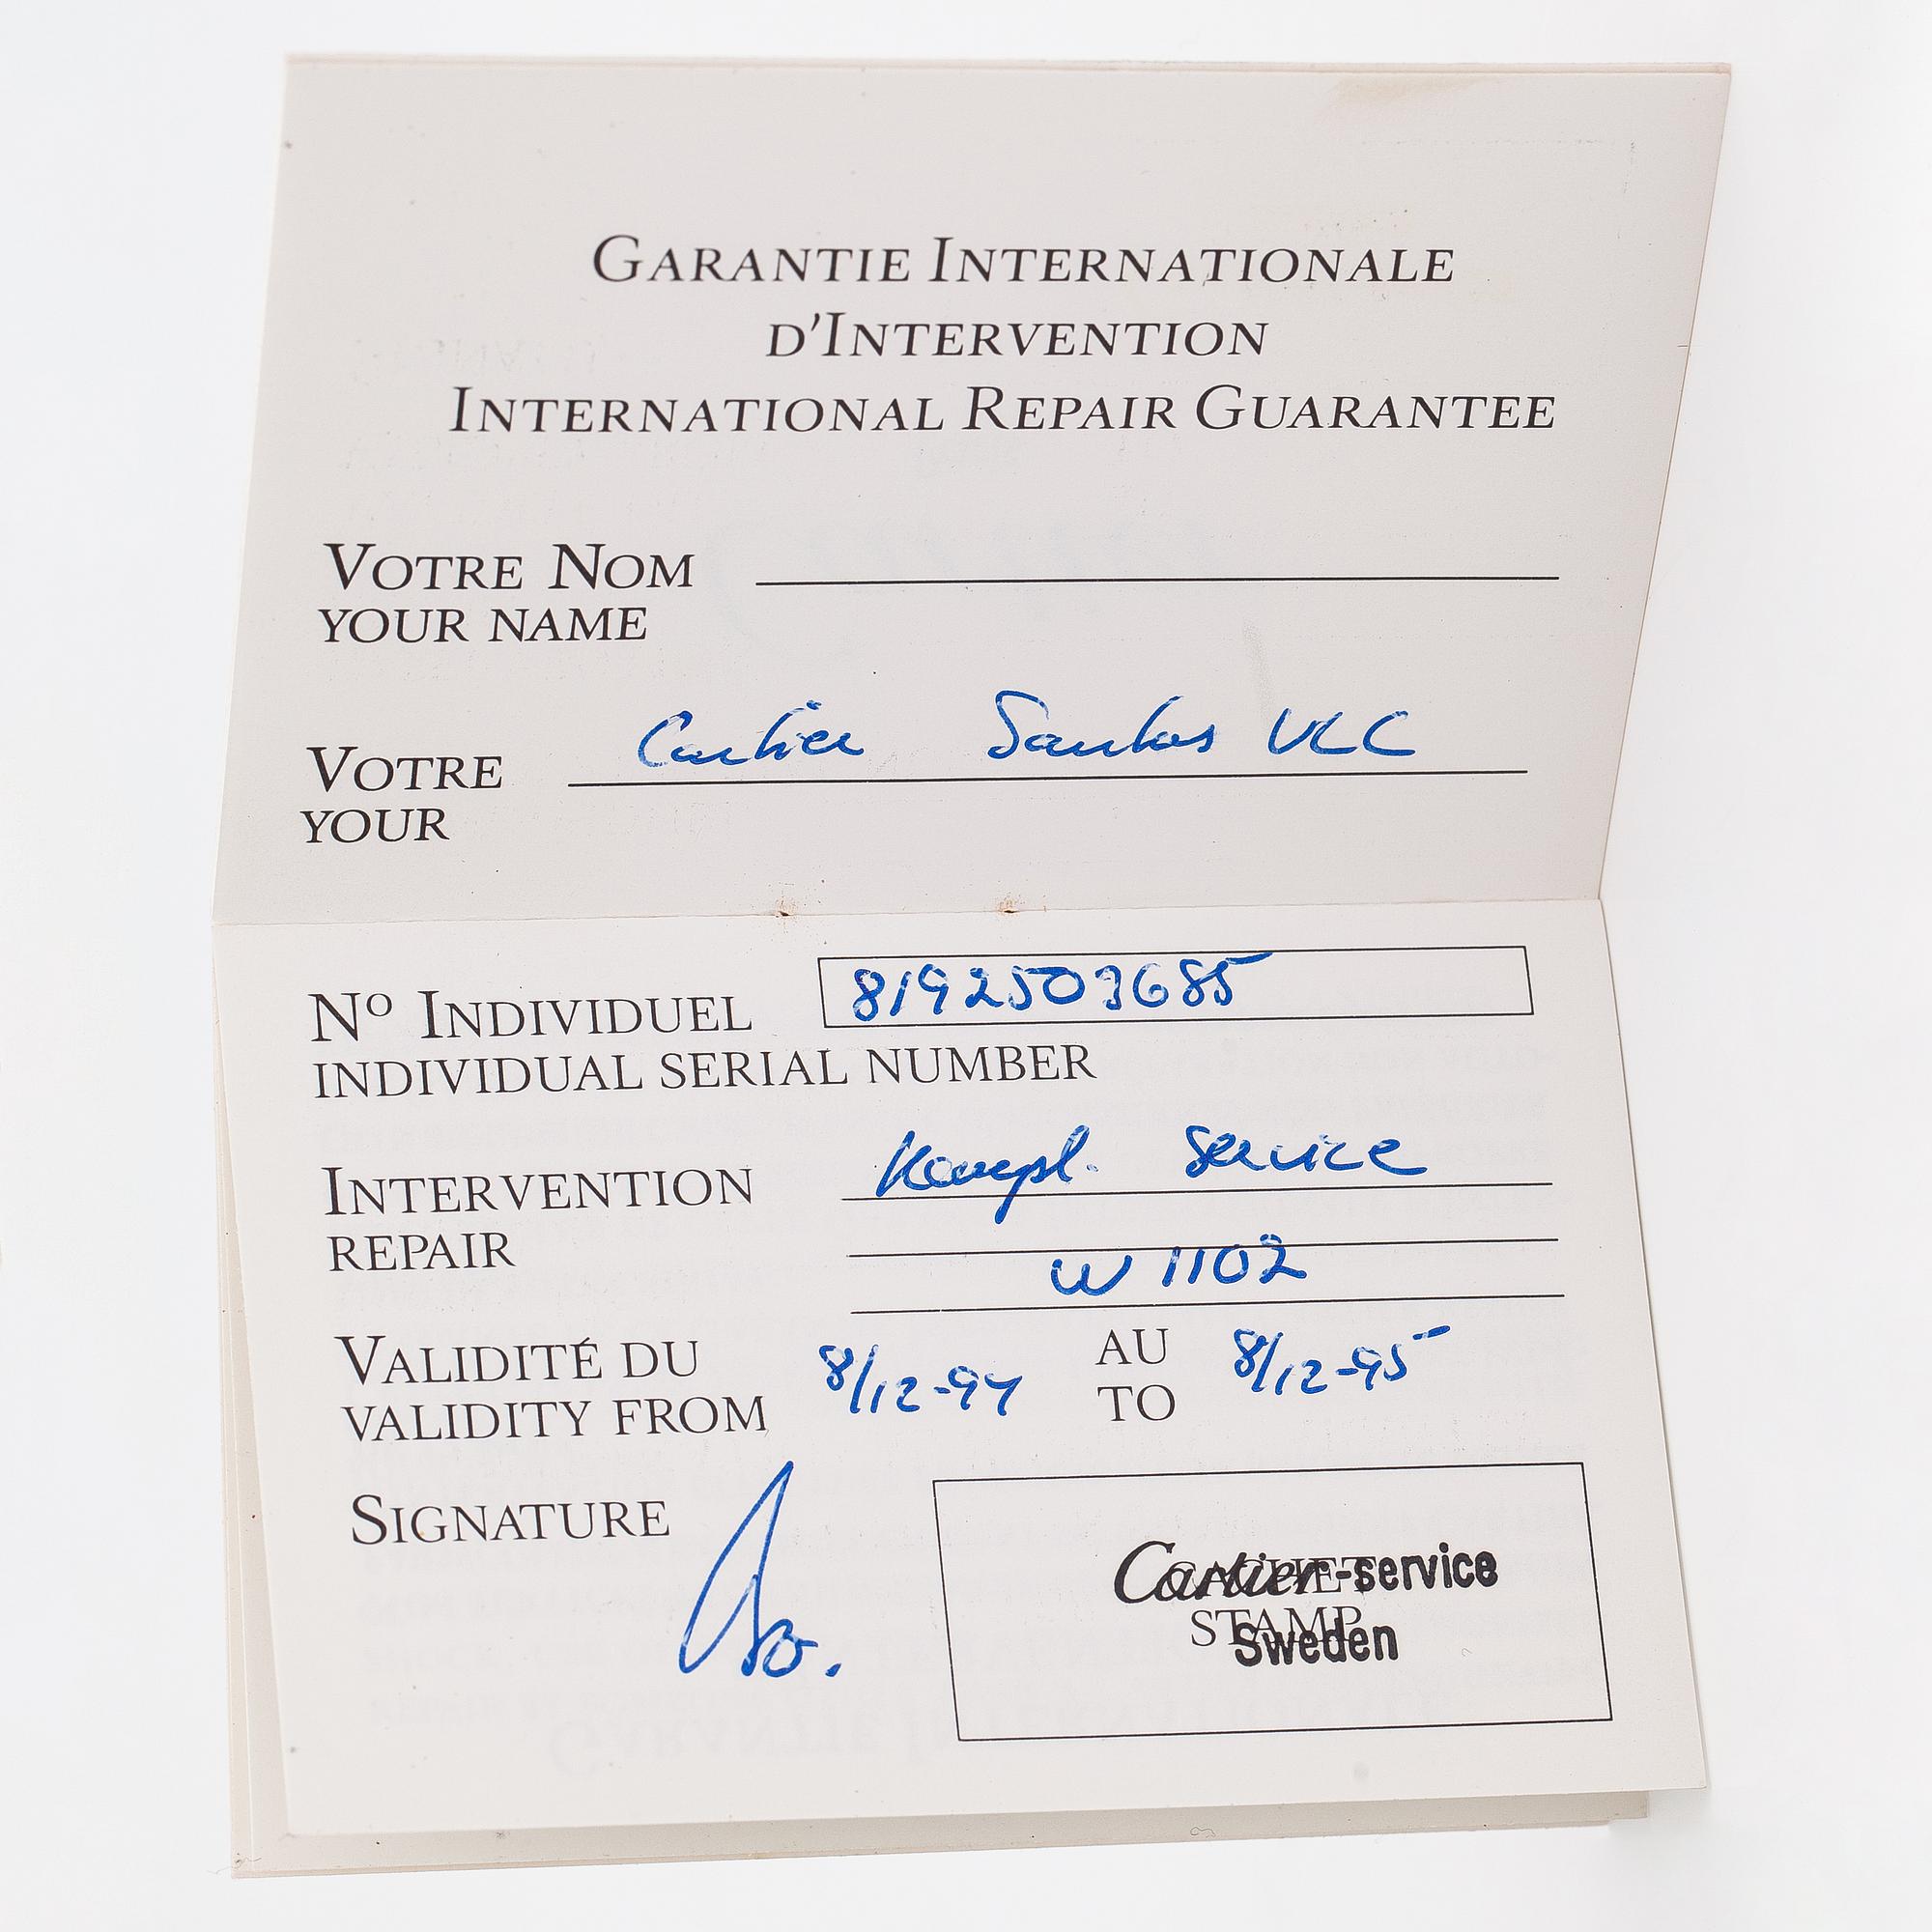 GARANTIE INTERNATIONALE
D'INTERVENTION
INTERNATIONAL REPAIR GUARANTEE
VOTRE NOM
YOUR NAME
VOTRE Cartier Santos VLC
YOUR
Nº INDIVIDUEL 8192503685
INDIVIDUAL SERIAL NUMBER
INTERVENTION Kompl. Service
REPAIR W 1102
VALIDITÉ DU 8/12-94 AU 8/12-95
VALIDITY FROM TO
SIGNATURE
CACHET
Cartier-service
STAMP
Sweden